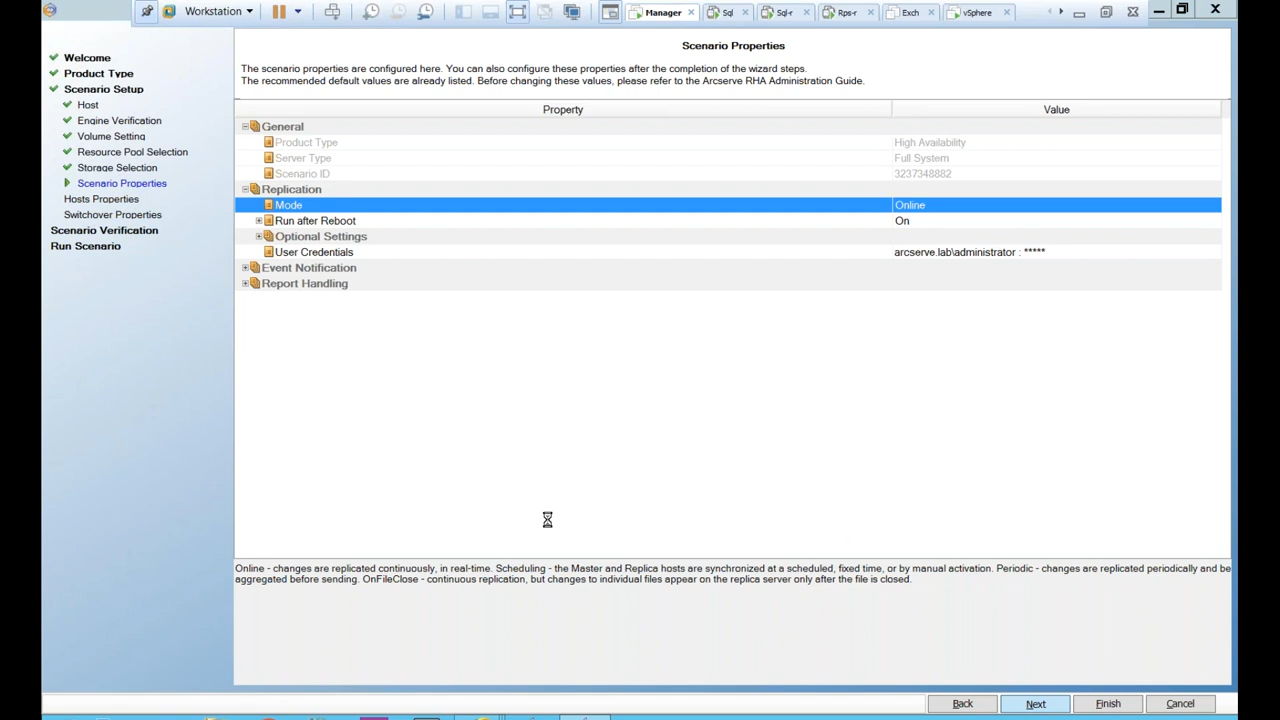 Workstation
Manager
Sql
Sql-r
Rps-r
Exch
vSphere
Welcome
Product Type
Scenario Setup
Host
Engine Verification
Volume Setting
Resource Pool Selection
Storage Selection
Scenario Properties
Hosts Properties
Switchover Properties
Scenario Verification
Run Scenario
Scenario Properties
The scenario properties are configured here. You can also configure these properties after the completion of the wizard steps.
The recommended default values are already listed. Before changing these values, please refer to the Arcserve RHA Administration Guide.
Property Value
General
Product Type High Availability
Server Type Full System
Scenario ID 3237348882
Replication
Mode Online
Run after Reboot On
Optional Settings
User Credentials arcserve.lab\administrator : *****
Event Notification
Report Handling
Online - changes are replicated continuously, in real-time. Scheduling - the Master and Replica hosts are synchronized at a scheduled, fixed time, or by manual activation. Periodic - changes are replicated periodically and be
aggregated before sending. OnFileClose - continuous replication, but changes to individual files appear on the replica server only after the file is closed.
Back Next Finish Cancel